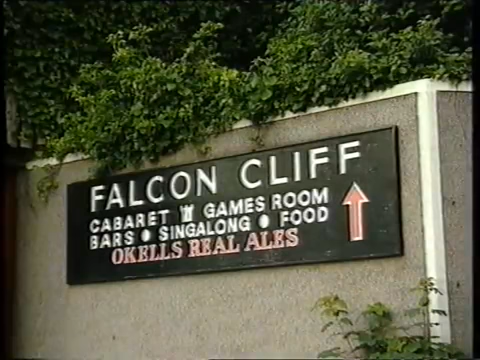 FALCON CLIFF
CABARET GAMES ROOM
BARS • SINGALONG • FOOD
OKELLS REAL ALES